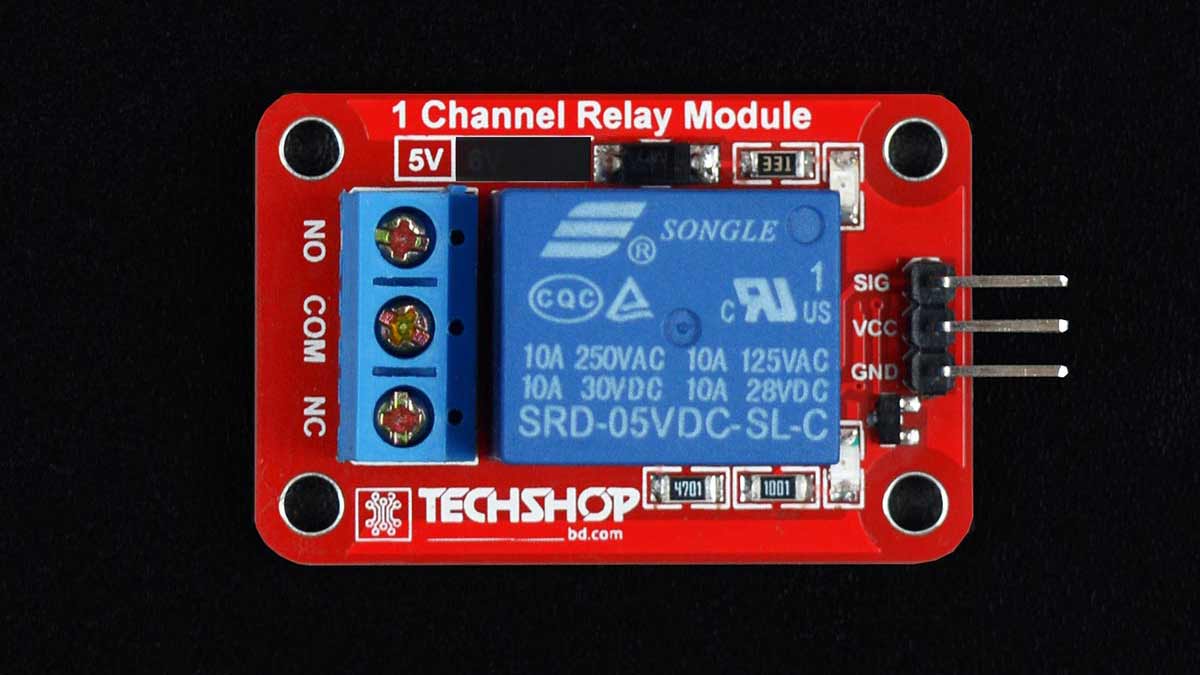 1 Channel Relay Module
5V
331
NO
COM
NC
SONGLE
®
CQC
1
C
US
SIG
VCC
GND
10A 250VAC 10A 125VAC
10A 30VDC 10A 28VDC
SRD-05VDC-SL-C
4701
1001
TECHSHOP
bd.com